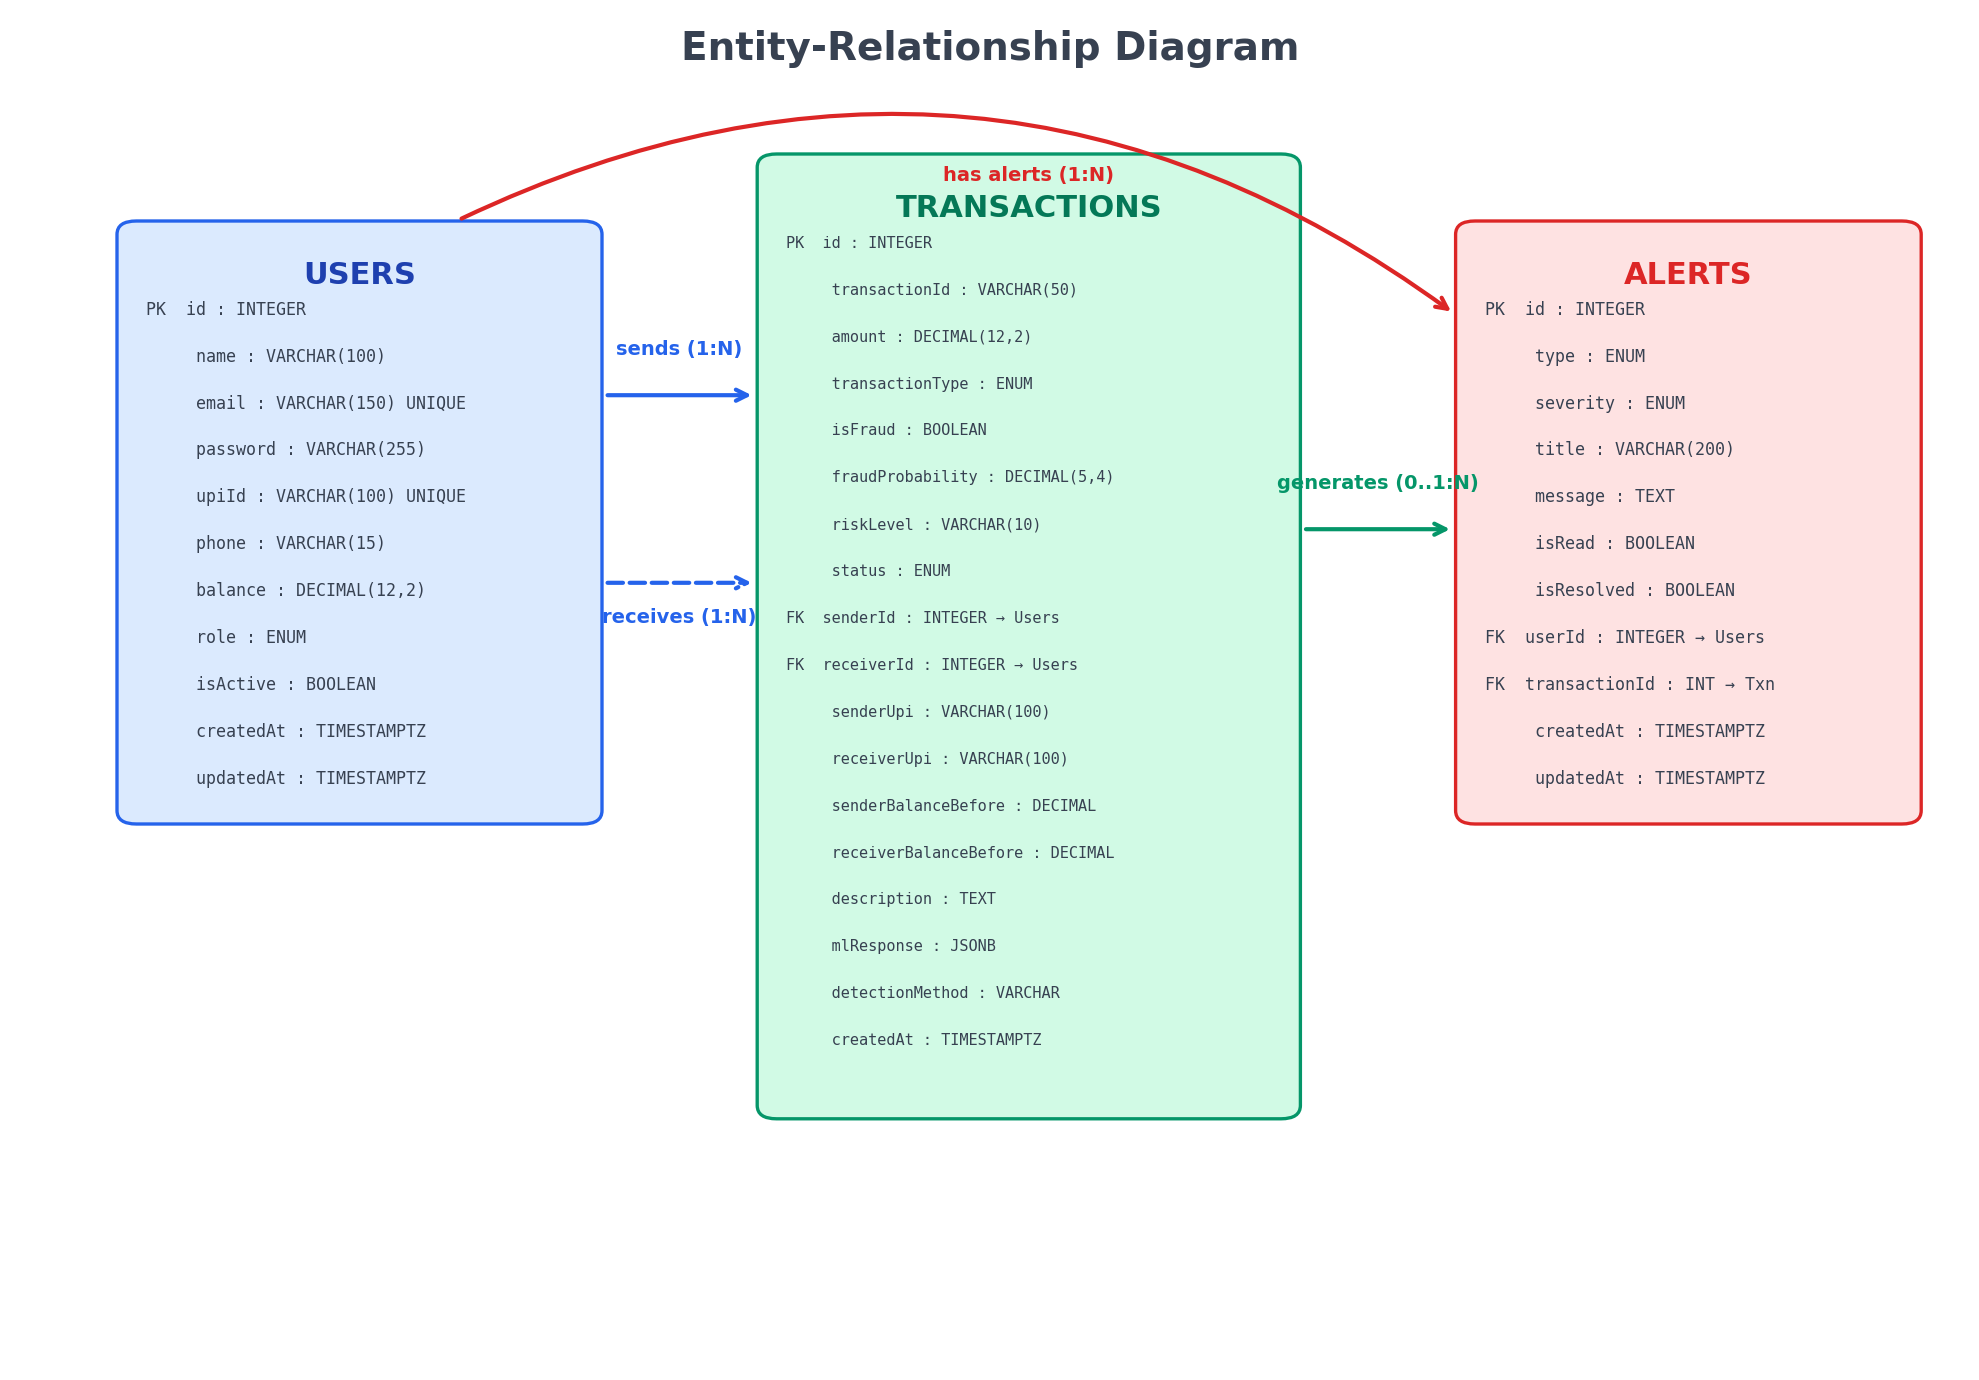 Entity-Relationship Diagram
USERS
PK id : INTEGER
name : VARCHAR(100)
email : VARCHAR(150) UNIQUE
password : VARCHAR(255)
upiId : VARCHAR(100) UNIQUE
phone : VARCHAR(15)
balance : DECIMAL(12,2)
role : ENUM
isActive : BOOLEAN
createdAt : TIMESTAMPTZ
updatedAt : TIMESTAMPTZ
sends (1:N)
receives (1:N)
has alerts (1:N)
TRANSACTIONS
PK id : INTEGER
transactionId : VARCHAR(50)
amount : DECIMAL(12,2)
transactionType : ENUM
isFraud : BOOLEAN
fraudProbability : DECIMAL(5,4)
riskLevel : VARCHAR(10)
status : ENUM
FK senderId : INTEGER → Users
FK receiverId : INTEGER → Users
senderUpi : VARCHAR(100)
receiverUpi : VARCHAR(100)
senderBalanceBefore : DECIMAL
receiverBalanceBefore : DECIMAL
description : TEXT
mlResponse : JSONB
detectionMethod : VARCHAR
createdAt : TIMESTAMPTZ
generates (0..1:N)
ALERTS
PK id : INTEGER
type : ENUM
severity : ENUM
title : VARCHAR(200)
message : TEXT
isRead : BOOLEAN
isResolved : BOOLEAN
FK userId : INTEGER → Users
FK transactionId : INT → Txn
createdAt : TIMESTAMPTZ
updatedAt : TIMESTAMPTZ